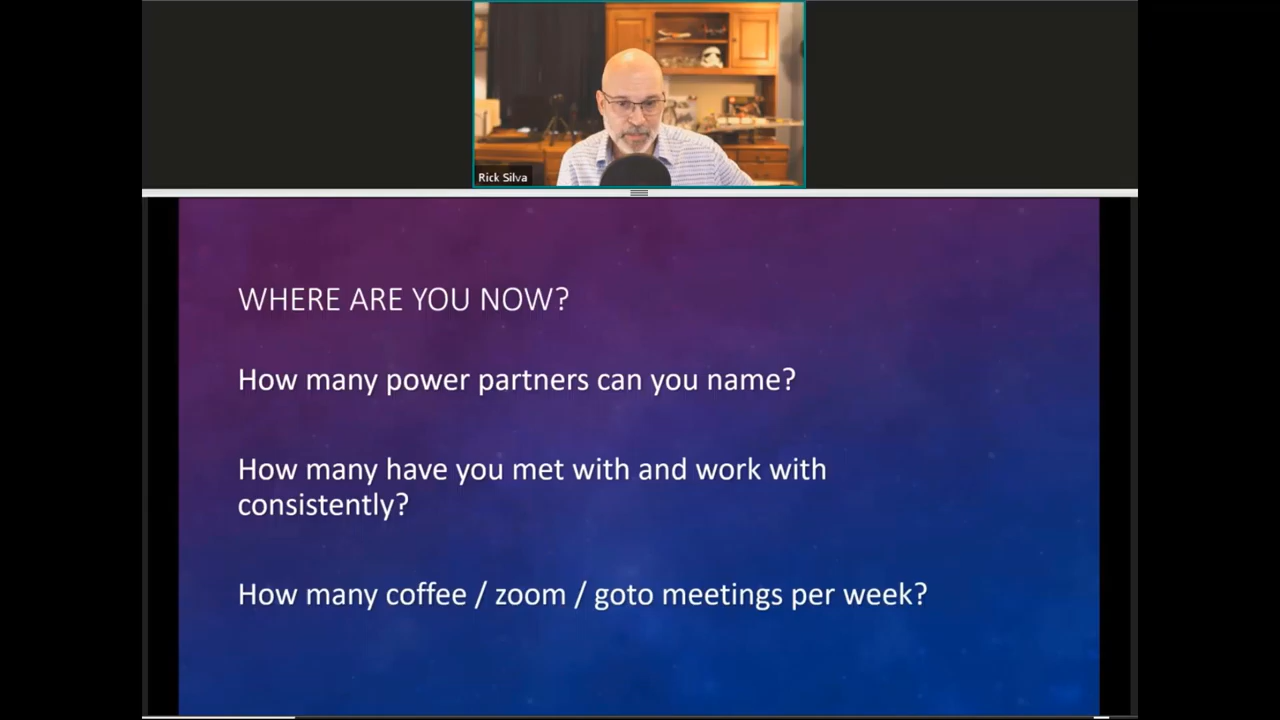 Rick Silva
WHERE ARE YOU NOW?
How many power partners can you name?
How many have you met with and work with
consistently?
How many coffee / zoom / goto meetings per week?